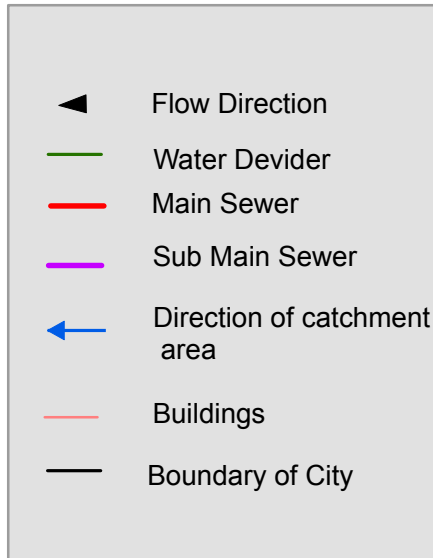 Flow Direction
Water Devider
Main Sewer
Sub Main Sewer
Direction of catchment
area
Buildings
Boundary of City